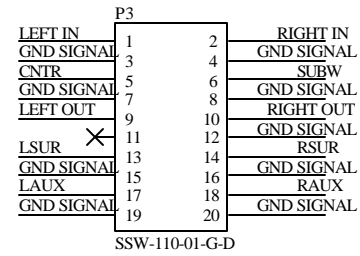 P3
LEFT IN 1 2 RIGHT IN
GND SIGNAL 3 4 GND SIGNAL
CNTR 5 6 SUBW
GND SIGNAL 7 8 GND SIGNAL
LEFT OUT 9 10 RIGHT OUT
11 12 GND SIGNAL
LSUR 13 14 RSUR
GND SIGNAL 15 16 GND SIGNAL
LAUX 17 18 RAUX
GND SIGNAL 19 20 GND SIGNAL
SSW-110-01-G-D